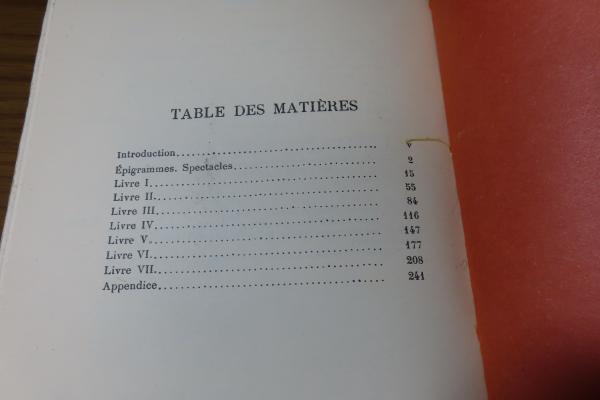 TABLE DES MATIÈRES
Introduction........................ v
Épigrammes. Spectacles........................ 2
Livre I........................ 15
Livre II........................ 55
Livre III........................ 84
Livre IV........................ 116
Livre V........................ 147
Livre VI........................ 177
Livre VII........................ 208
Appendice........................ 241